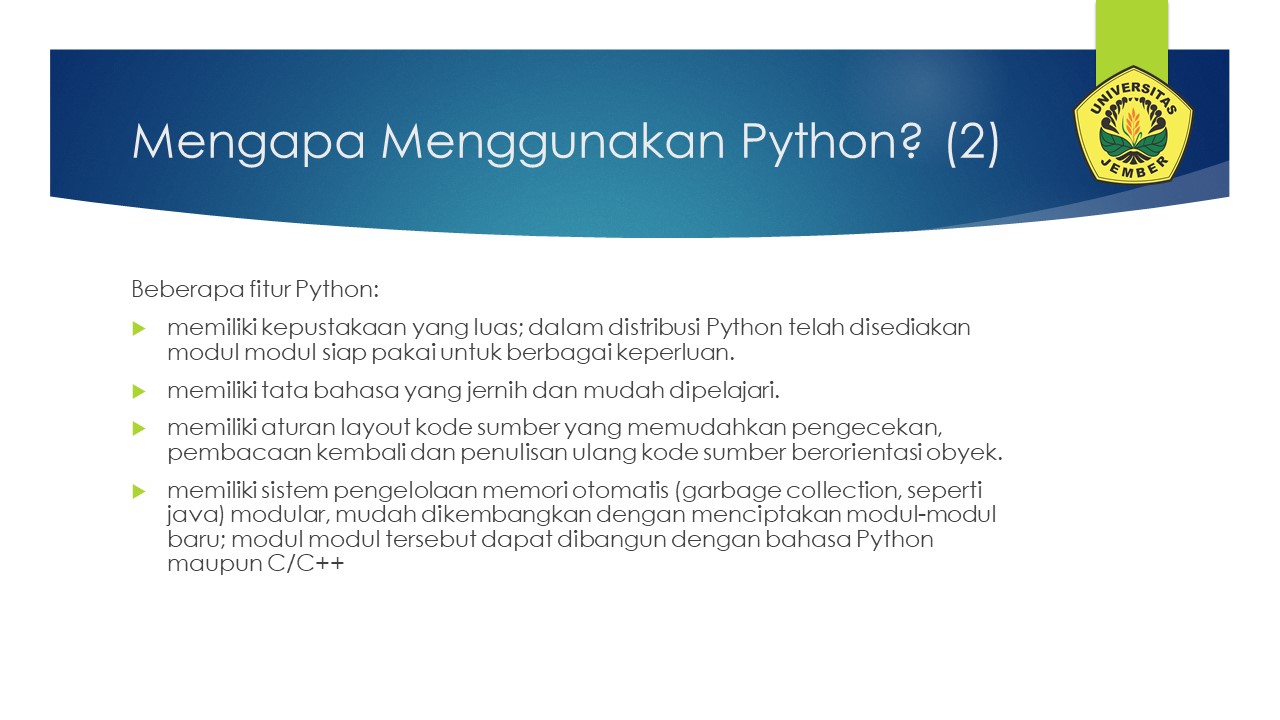 Mengapa Menggunakan Python? (2)
UNIVERSITAS
JEMBER
Beberapa fitur Python:
memiliki kepustakaan yang luas; dalam distribusi Python telah disediakan
modul modul siap pakai untuk berbagai keperluan.
memiliki tata bahasa yang jernih dan mudah dipelajari.
memiliki aturan layout kode sumber yang memudahkan pengecekan,
pembacaan kembali dan penulisan ulang kode sumber berorientasi obyek.
memiliki sistem pengelolaan memori otomatis (garbage collection, seperti
java) modular, mudah dikembangkan dengan menciptakan modul-modul
baru; modul modul tersebut dapat dibangun dengan bahasa Python
maupun C/C++